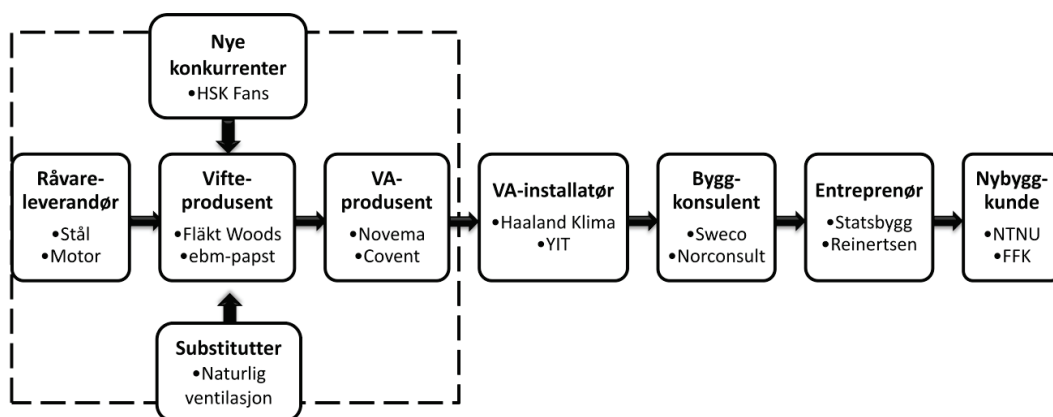 Nye
konkurrenter
•HSK Fans
Råvare-
leverandør
•Stål
•Motor
Vifte-
produsent
•Fläkt Woods
•ebm-papst
VA-
produsent
•Novema
•Covent
VA-installatør
•Haaland Klima
•YIT
Bygg-
konsulent
•Sweco
•Norconsult
Entreprenør
•Statsbygg
•Reinertsen
Nybygg-
kunde
•NTNU
•FFK
Substitutter
•Naturlig
ventilasjon